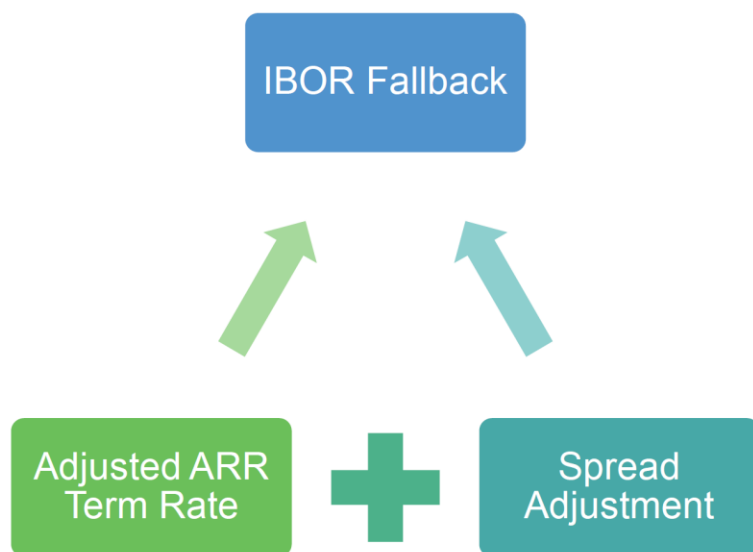 IBOR Fallback
Adjusted ARR
Term Rate
Spread
Adjustment